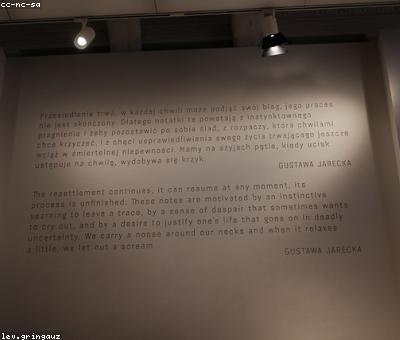 cc-nc-sa
Przesiedlanie trwa, w każdej chwili może podjąć swój bieg, jego proces
nie jest skończony. Dlatego notatki te powstają z instynktownego
pragnienia i żeby pozostawić po sobie ślad, z rozpaczy, która chwilami
chce krzyczeć, i z chęci usprawiedliwienia swego życia trwającego jeszcze
wciąż w śmiertelnej niepewności. Mamy na szyjach pętle, kiedy ucisk
ustępuje na chwilę, wydobywa się krzyk.
GUSTAWA JARECKA
The resettlement continues, it can resume at any moment, its
process is unfinished. These notes are motivated by an instinctive
yearning to leave a trace, by a sense of despair that sometimes wants
to cry out, and by a desire to justify one's life that goes on in deadly
uncertainty. We carry a noose around our necks and when it relaxes
a little, we let out a scream.
GUSTAWA JARECKA
lev.gringauz